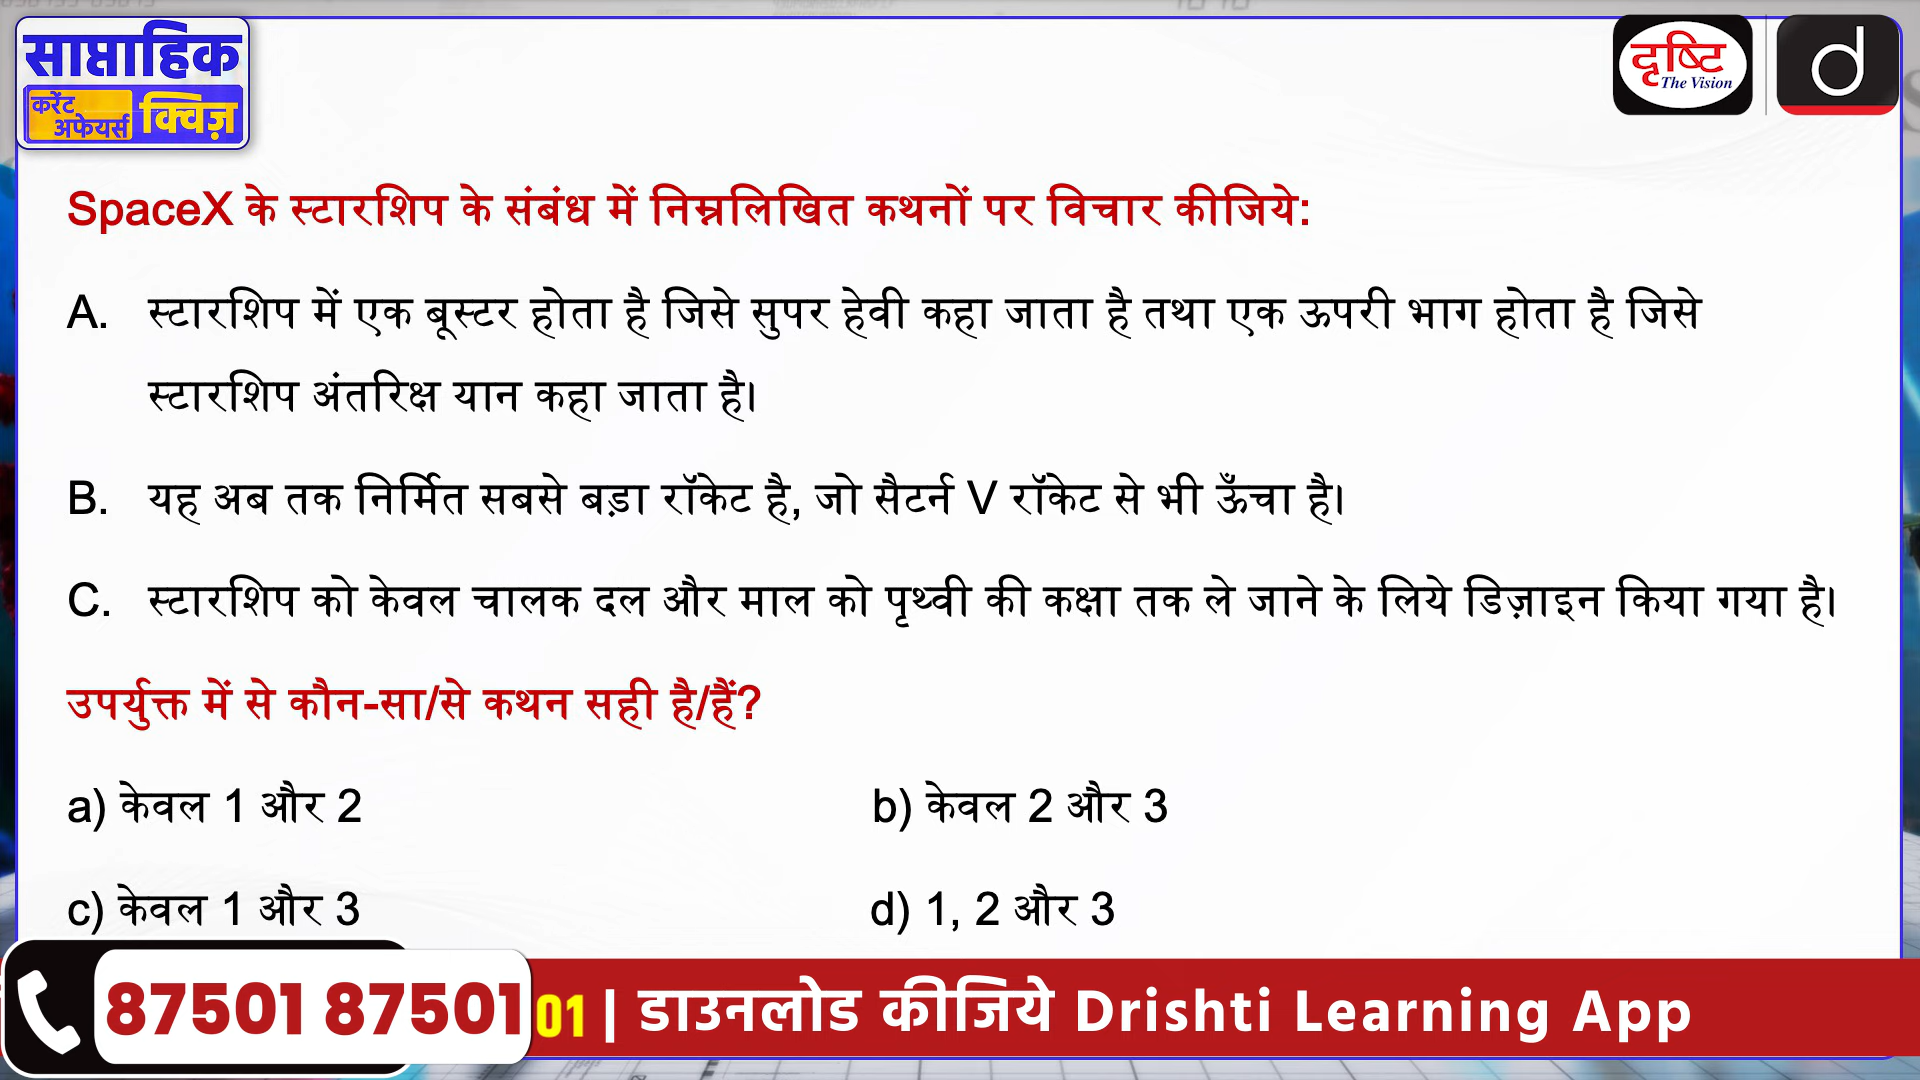 साप्ताहिक
करेंट
अफेयर्स क्विज़
दृष्टि
The Vision
d
SpaceX के स्टारशिप के संबंध में निम्नलिखित कथनों पर विचार कीजिये:
A. स्टारशिप में एक बूस्टर होता है जिसे सुपर हेवी कहा जाता है तथा एक ऊपरी भाग होता है जिसे
स्टारशिप अंतरिक्ष यान कहा जाता है।
B. यह अब तक निर्मित सबसे बड़ा रॉकेट है, जो सैटर्न V रॉकेट से भी ऊँचा है।
C. स्टारशिप को केवल चालक दल और माल को पृथ्वी की कक्षा तक ले जाने के लिये डिज़ाइन किया गया है।
उपर्युक्त में से कौन-सा/से कथन सही है/हैं?
a) केवल 1 और 2
b) केवल 2 और 3
c) केवल 1 और 3
d) 1, 2 और 3
87501 87501
01 | डाउनलोड कीजिये Drishti Learning App